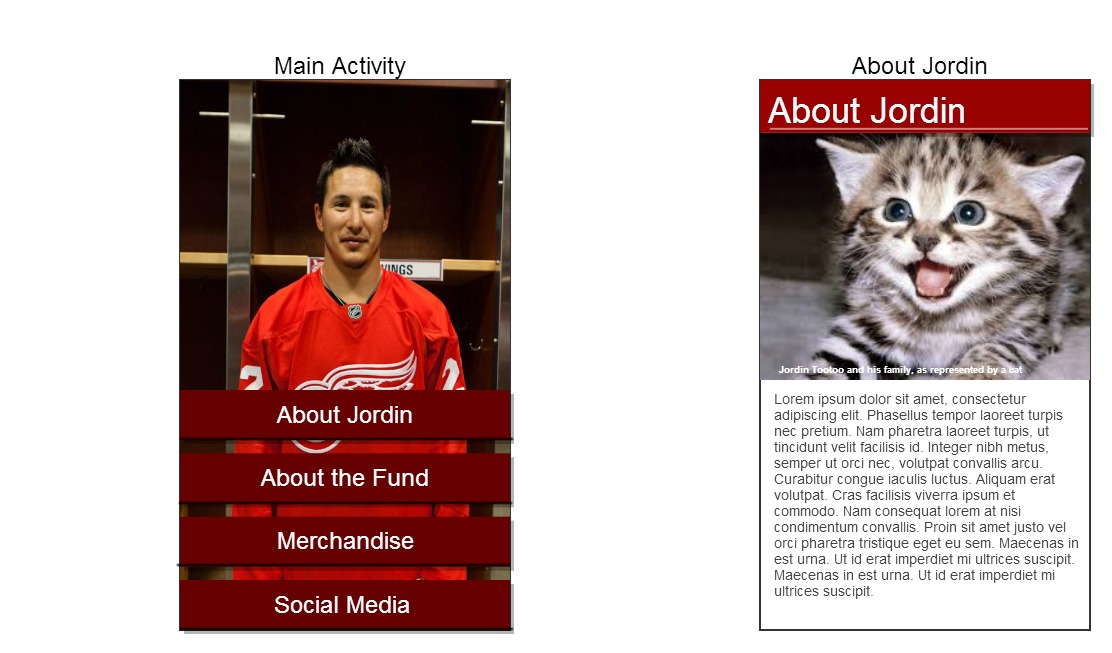 Main Activity
About Jordin
About the Fund
Merchandise
Social Media
About Jordin
About Jordin
Jordin Tootoo and his family, as represented by a cat
Lorem ipsum dolor sit amet, consectetur
adipiscing elit. Phasellus tempor laoreet turpis
nec pretium. Nam pharetra laoreet turpis, ut
tincidunt velit facilisis id. Integer nibh metus,
semper ut orci nec, volutpat convallis arcu.
Curabitur congue iaculis luctus. Aliquam erat
volutpat. Cras facilisis viverra ipsum et
commodo. Nam consequat lorem at nisi
condimentum convallis. Proin sit amet justo vel
orci pharetra tristique eget eu sem. Maecenas in
est urna. Ut id erat imperdiet mi ultrices suscipit.
Maecenas in est urna. Ut id erat imperdiet mi
ultrices suscipit.